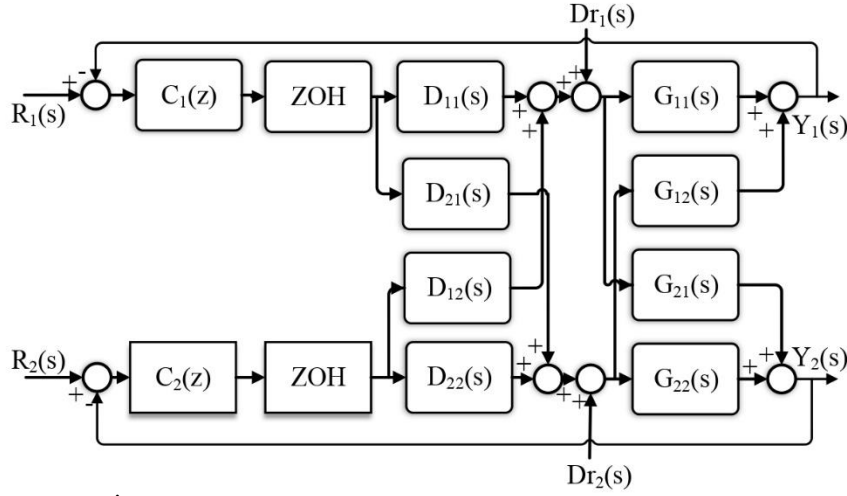 Dr₁(s)
+ - C₁(z) ZOH D₁₁(s) + + + + + G₁₁(s) + +
R₁(s) Y₁(s)
D₂₁(s) G₁₂(s)
D₁₂(s) G₂₁(s)
R₂(s) Y₂(s)
+ - C₂(z) ZOH D₂₂(s) + + + + G₂₂(s) + +
Dr₂(s)